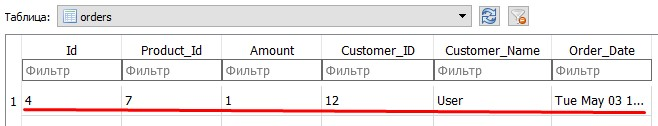 Таблица: orders
Id Product_Id Amount Customer_ID Customer_Name Order_Date
Фильтр Фильтр Фильтр Фильтр Фильтр Фильтр
1 4 7 1 12 User Tue May 03 1...